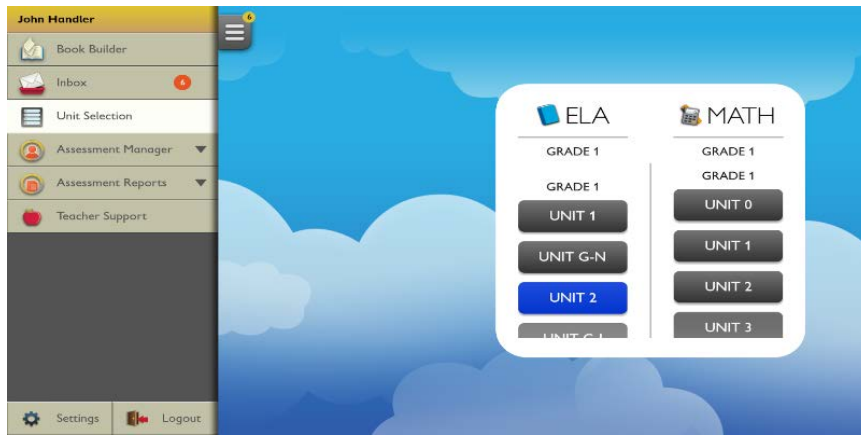 John Handler
6
Book Builder
Inbox
6
Unit Selection
Assessment Manager
Assessment Reports
Teacher Support
Settings
Logout
ELA
GRADE 1
GRADE 1
UNIT 1
UNIT G-N
UNIT 2
MATH
GRADE 1
GRADE 1
UNIT 0
UNIT 1
UNIT 2
UNIT 3